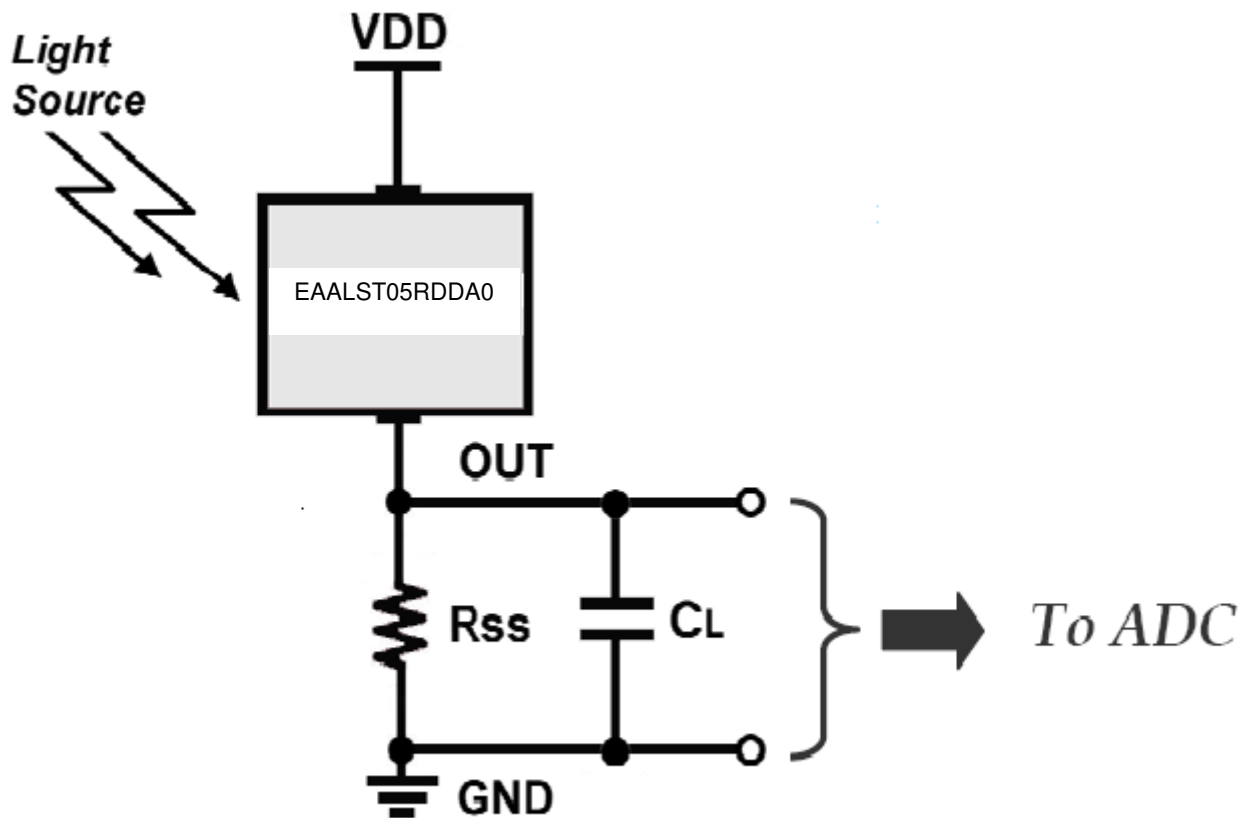 VDD
Light
Source
EAALST05RDDA0
OUT
Rss
CL
To ADC
GND